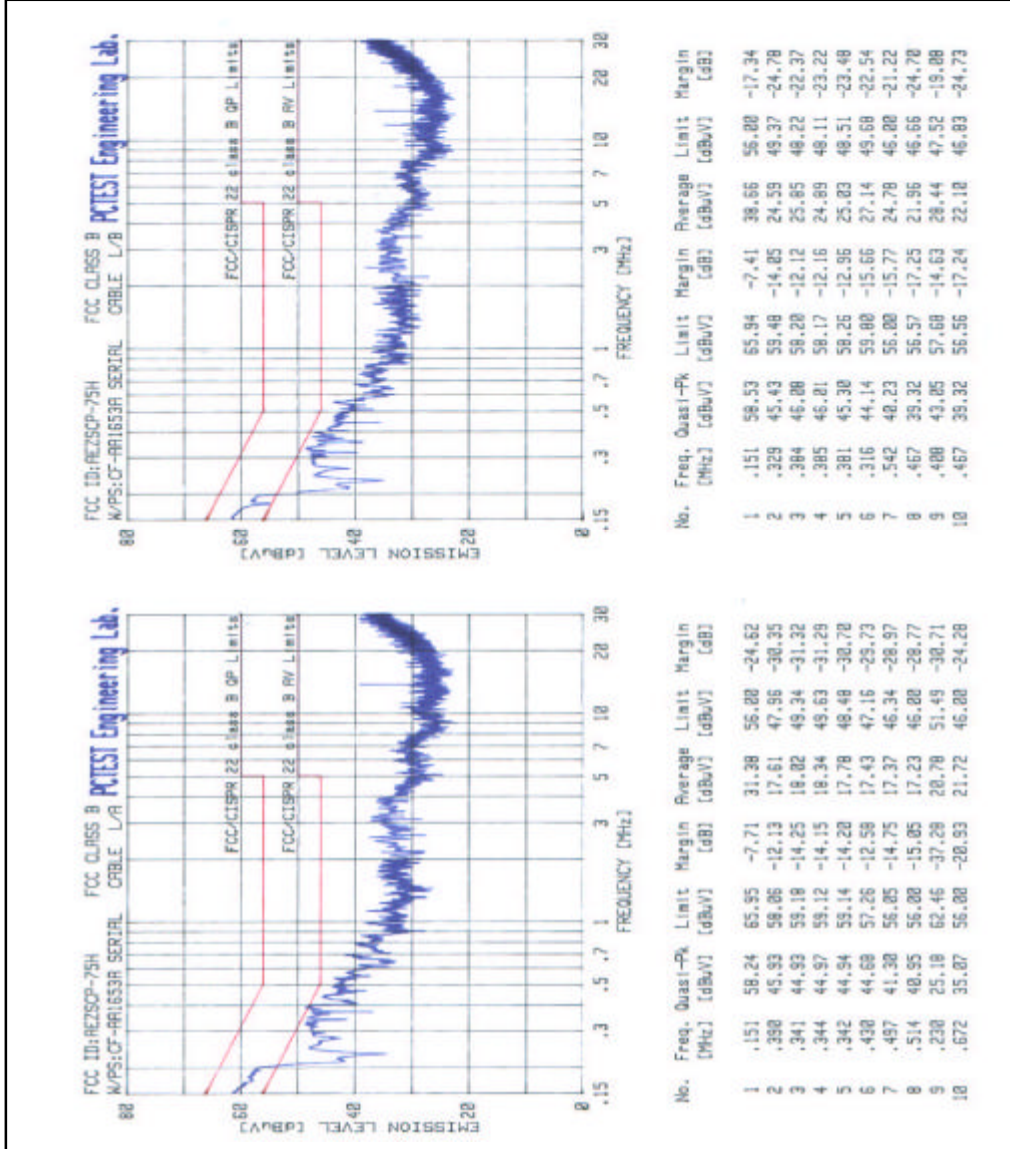 FCC ID:AEZSCP-75H FCC CLASS B PCTEST Engineering Lab.
W/PS:CF-AA1653A SERIAL CABLE L/A
EMISSION LEVEL [dBuV]
80
60
40
0
FCC/CISPR 22 class B QP Limits
FCC/CISPR 22 class B AV Limits
.15 .3 .5 .7 1 3 5 7 10 20 30
FREQUENCY [MHz]
No. Freq. Quasi-Pk Limit Margin Average Limit Margin
[MHz] [dBuV] [dBuV] [dB] [dBuV] [dBuV] [dB]
1 .151 58.24 65.95 -7.71 31.38 56.00 -24.62
2 .390 45.93 58.06 -12.13 17.61 47.96 -30.35
3 .341 44.93 59.18 -14.25 18.02 49.34 -31.32
4 .344 44.97 59.12 -14.15 18.34 49.63 -31.29
5 .342 44.94 59.14 -14.20 17.78 48.48 -30.70
6 .430 44.68 57.26 -12.58 17.43 47.16 -29.73
7 .497 41.30 56.05 -14.75 17.37 46.34 -28.97
8 .514 40.95 56.00 -15.05 17.23 46.00 -28.77
9 .230 25.18 62.46 -37.28 20.78 51.49 -30.71
10 .672 35.07 56.00 -20.93 21.72 46.00 -24.28
FCC ID:AEZSCP-75H FCC CLASS B PCTEST Engineering Lab.
W/PS:CF-AA1653A SERIAL CABLE L/B
EMISSION LEVEL [dBuV]
80
60
40
0
FCC/CISPR 22 class B QP Limits
FCC/CISPR 22 class B AV Limits
.15 .3 .5 .7 1 3 5 7 10 20 30
FREQUENCY [MHz]
No. Freq. Quasi-Pk Limit Margin Average Limit Margin
[MHz] [dBuV] [dBuV] [dB] [dBuV] [dBuV] [dB]
1 .151 58.53 65.94 -7.41 38.66 56.00 -17.34
2 .329 45.43 59.48 -14.05 24.59 49.37 -24.78
3 .384 46.08 58.20 -12.12 25.85 48.22 -22.37
4 .385 46.01 58.17 -12.16 24.89 48.11 -23.22
5 .381 45.30 58.26 -12.96 25.03 48.51 -23.48
6 .316 44.14 59.80 -15.66 27.14 49.68 -22.54
7 .542 40.23 56.00 -15.77 24.78 46.00 -21.22
8 .467 39.32 56.57 -17.25 21.96 46.66 -24.70
9 .408 43.05 57.68 -14.63 28.44 47.52 -19.08
10 .467 39.32 56.56 -17.24 22.10 46.83 -24.73